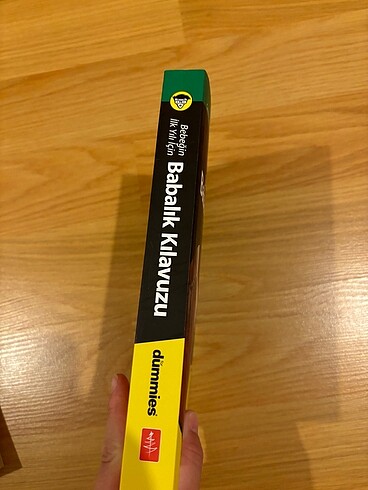 Bebeğin
İlk Yılı İçin
Babalık Kılavuzu
dummies